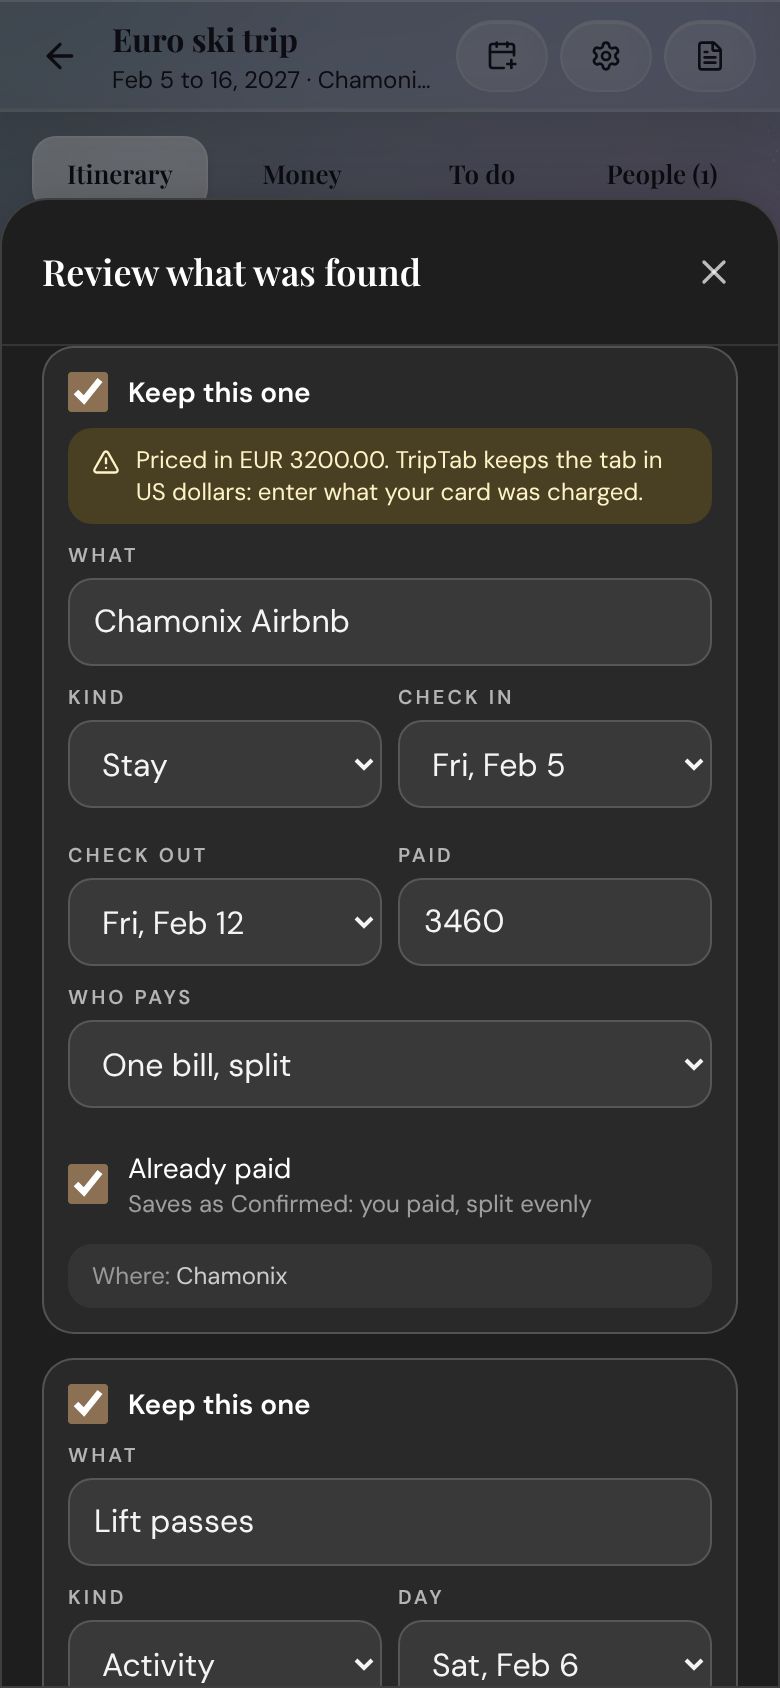 Euro ski trip
Feb 5 to 16, 2027 · Chamoni...
Itinerary
Money
To do
People (1)
Review what was found
Keep this one
Priced in EUR 3200.00. TripTab keeps the tab in
US dollars: enter what your card was charged.
WHAT
Chamonix Airbnb
KIND
CHECK IN
Stay
Fri, Feb 5
CHECK OUT
PAID
Fri, Feb 12
3460
WHO PAYS
One bill, split
Already paid
Saves as Confirmed: you paid, split evenly
Where: Chamonix
Keep this one
WHAT
Lift passes
KIND
DAY
Activity
Sat, Feb 6